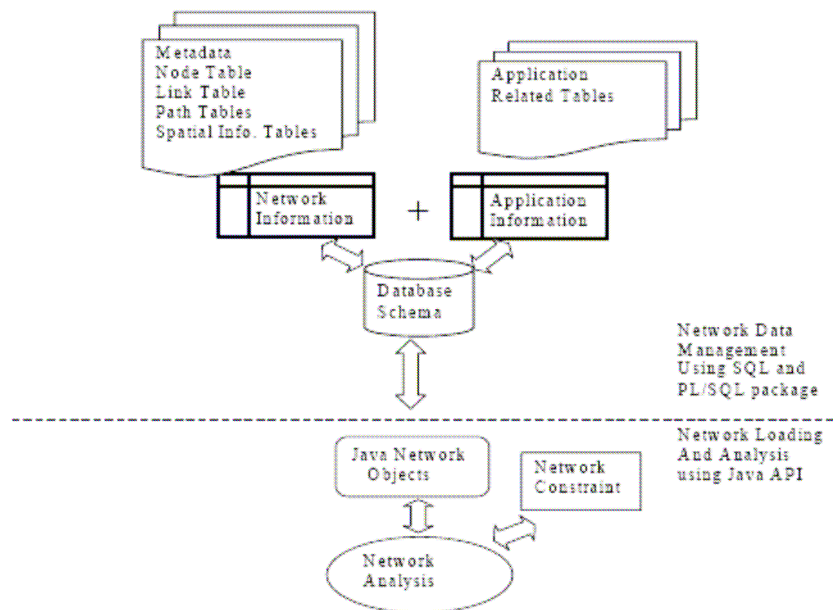 Metadata
Node Table
Link Table
Path Tables
Spatial Info. Tables
Application
Related Tables
Network
Information
+
Application
Information
Database
Schema
Network Data
Management
Using SQL and
PL/SQL package
Network Loading
And Analysis
using Java API
Java Network
Objects
Network
Constraint
Network
Analysis